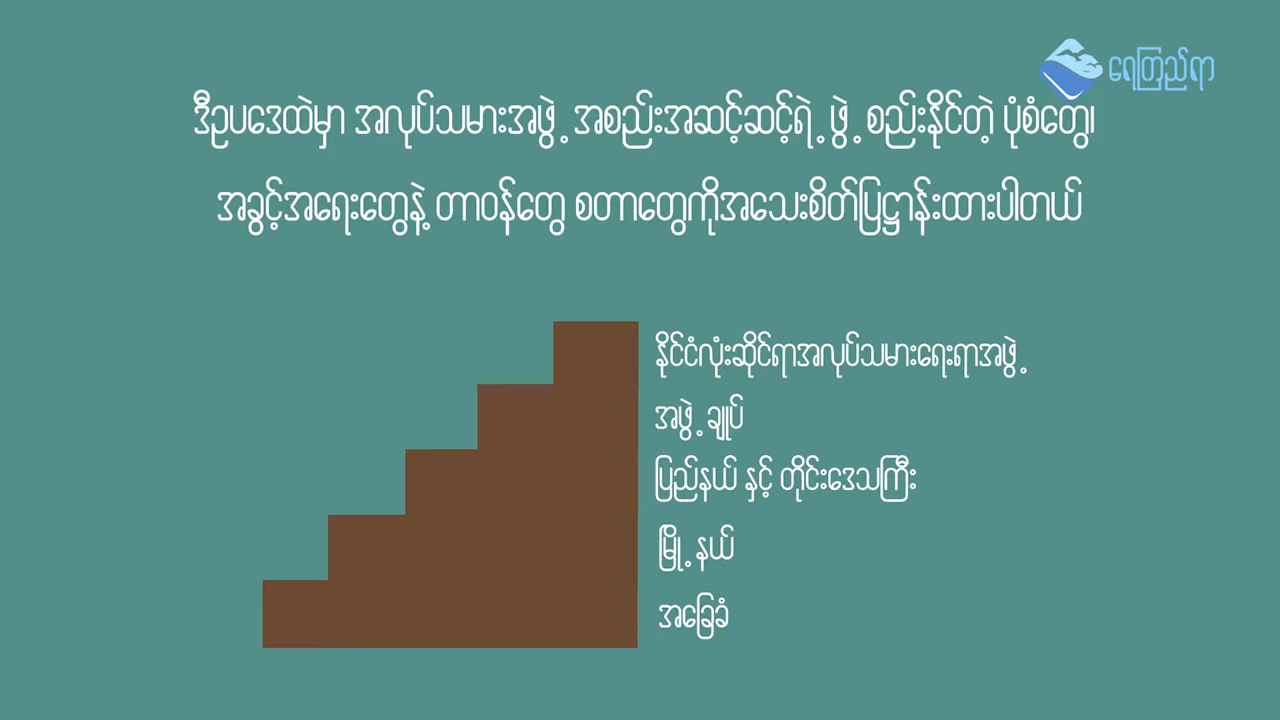 ရေကြည်ရာ
ဒီဥပဒေထဲမှာ အလုပ်သမားအဖွဲ့ အစည်းအဆင့်ဆင့်ရဲ့ ဖွဲ့ စည်းနိုင်တဲ့ ပုံစံတွေ၊
အခွင့်အရေးတွေနဲ့ တာဝန်တွေ စတာတွေကိုအသေးစိတ်ပြဋ္ဌာန်းထားပါတယ်
နိုင်ငံလုံးဆိုင်ရာအလုပ်သမားရေးရာအဖွဲ့
အဖွဲ့ ချုပ်
ပြည်နယ် နှင့် တိုင်းဒေသကြီး
မြို့ နယ်
အခြေခံ